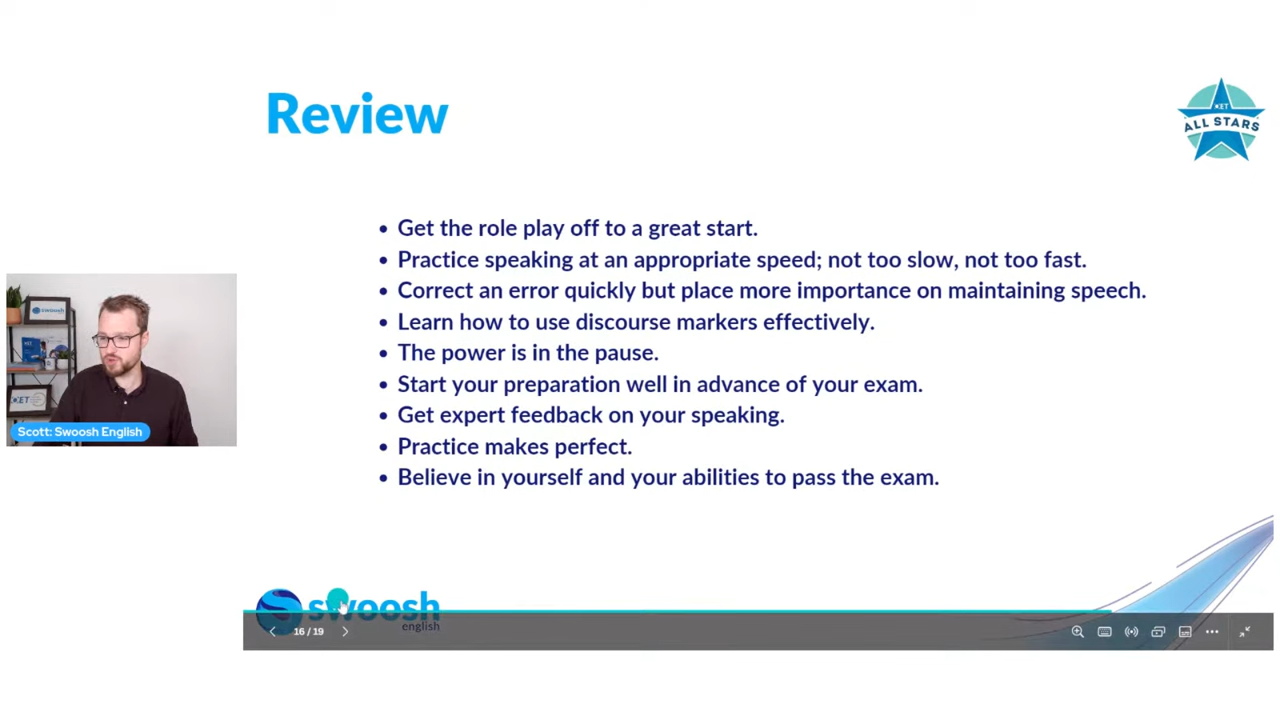 Review
OET
ALL STARS
• Get the role play off to a great start.
• Practice speaking at an appropriate speed; not too slow, not too fast.
• Correct an error quickly but place more importance on maintaining speech.
• Learn how to use discourse markers effectively.
• The power is in the pause.
• Start your preparation well in advance of your exam.
• Get expert feedback on your speaking.
• Practice makes perfect.
• Believe in yourself and your abilities to pass the exam.
swoosh
OET
Scott: Swoosh English
swoosh
english
16 / 19